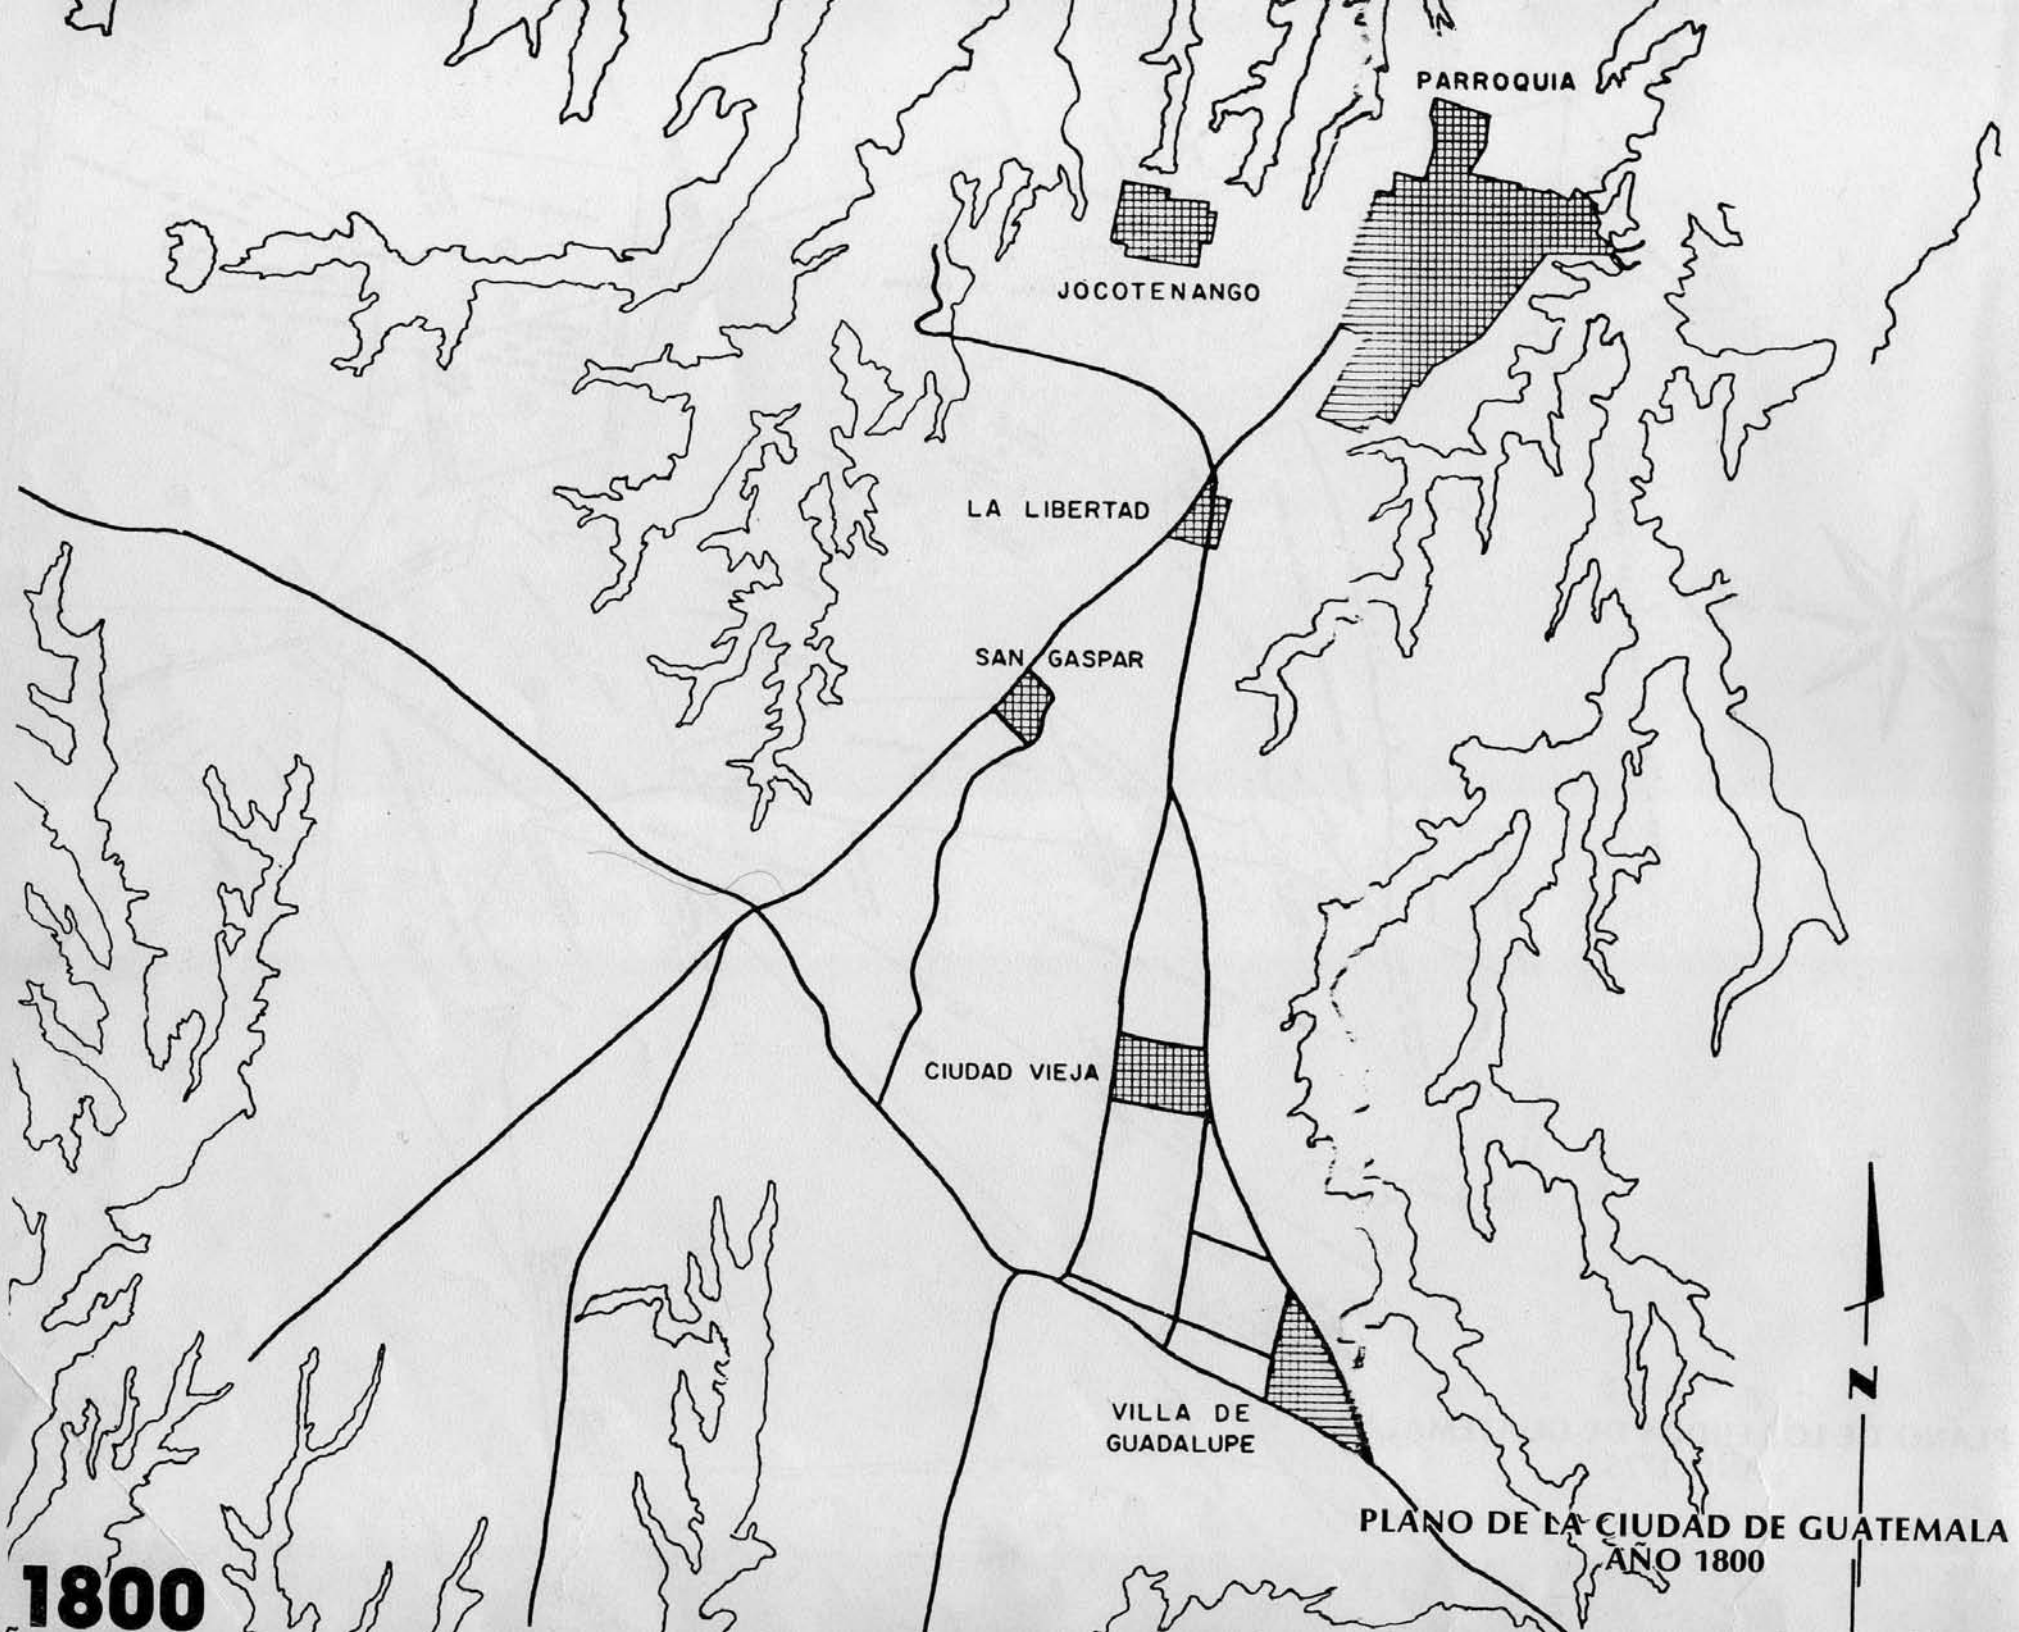 PARROQUIA
JOCOTENANGO
LA LIBERTAD
SAN GASPAR
CIUDAD VIEJA
VILLA DE
GUADALUPE
N
PLANO DE LA CIUDAD DE GUATEMALA
AÑO 1800
1800